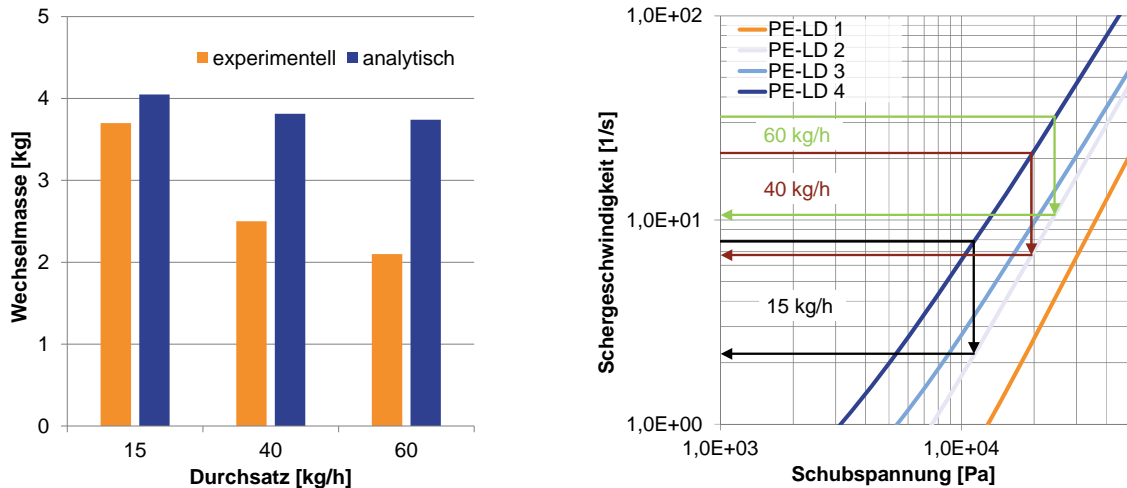 5
4
3
2
1
0
Wechselmasse [kg]
experimentell
analytisch
15
40
60
Durchsatz [kg/h]
1,0E+02
1,0E+01
1,0E+00
Schergeschwindigkeit [1/s]
PE-LD 1
PE-LD 2
PE-LD 3
PE-LD 4
60 kg/h
40 kg/h
15 kg/h
1,0E+03
1,0E+04
Schubspannung [Pa]